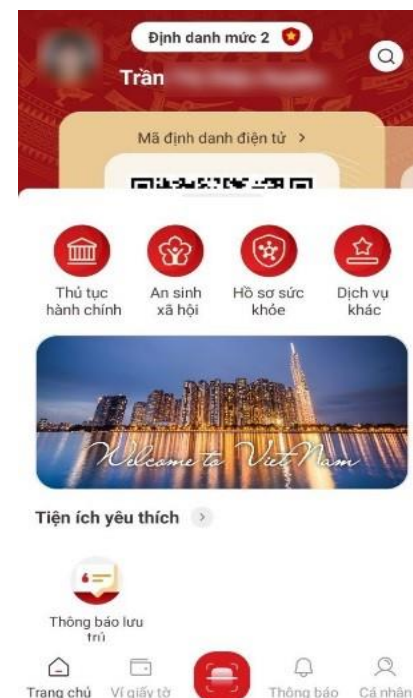 Định danh mức 2
Trần
Mã định danh điện tử >
Thủ tục
hành chính
An sinh
xã hội
Hồ sơ sức
khỏe
Dịch vụ
khác
Welcome to Viet Nam
Tiện ích yêu thích >
Thông báo lưu
trú
Trang chủ
Ví giấy tờ
Thông báo
Cá nhân